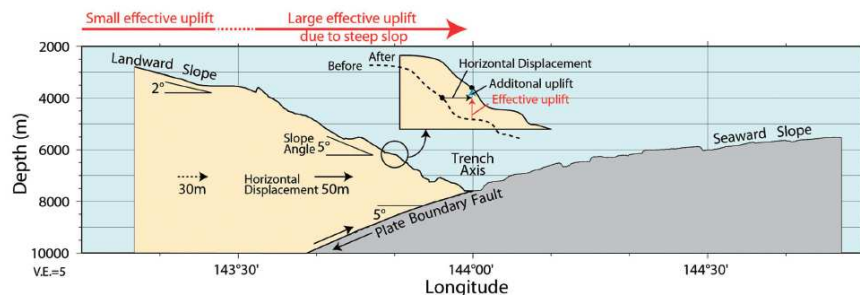 Small effective uplift
Large effective uplift
due to steep slop
2000
4000
6000
8000
10000
Depth (m)
Landward Slope
2°
Before
After
Horizontal Displacement
Additonal uplift
Effective uplift
Slope
Angle
5°
Seaward Slope
Trench
Axis
30m
Horizontal
Displacement
50m
5°
Plate Boundary Fault
V.E.=5
143°30'
144°00'
144°30'
Longitude